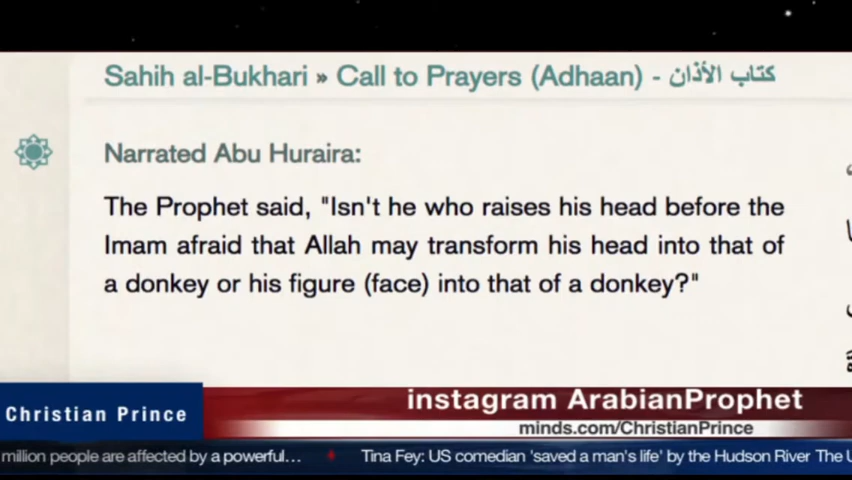 Sahih al-Bukhari » Call to Prayers (Adhaan) - كتاب الأذان
Narrated Abu Huraira:
The Prophet said, "Isn't he who raises his head before the
Imam afraid that Allah may transform his head into that of
a donkey or his figure (face) into that of a donkey?"
instagram ArabianProphet
Christian Prince
minds.com/ChristianPrince
million people are affected by a powerful... Tina Fey: US comedian 'saved a man's life' by the Hudson River The U